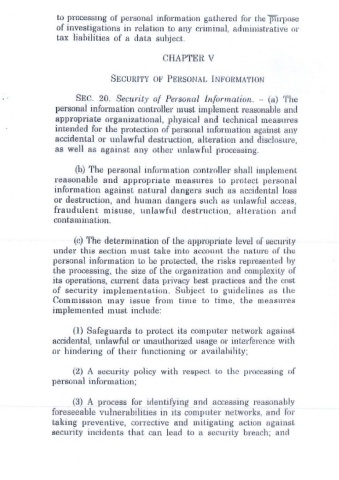 to processing of personal information gathered for the purpose
of investigations in relation to any criminal, administrative or
tax liabilities of a data subject.
CHAPTER V
SECURITY OF PERSONAL INFORMATION
SEC. 20. Security of Personal Information. – (a) The
personal information controller must implement reasonable and
appropriate organizational, physical and technical measures
intended for the protection of personal information against any
accidental or unlawful destruction, alteration and disclosure,
as well as against any other unlawful processing.
(b) The personal information controller shall implement
reasonable and appropriate measures to protect personal
information against natural dangers such as accidental loss
or destruction, and human dangers such as unlawful access,
fraudulent misuse, unlawful destruction, alteration and
contamination.
(c) The determination of the appropriate level of security
under this section must take into account the nature of the
personal information to be protected, the risks represented by
the processing, the size of the organization and complexity of
its operations, current data privacy best practices and the cost
of security implementation. Subject to guidelines as the
Commission may issue from time to time, the measures
implemented must include:
(1) Safeguards to protect its computer network against
accidental, unlawful or unauthorized usage or interference with
or hindering of their functioning or availability;
(2) A security policy with respect to the processing of
personal information;
(3) A process for identifying and accessing reasonably
foreseeable vulnerabilities in its computer networks, and for
taking preventive, corrective and mitigating action against
security incidents that can lead to a security breach; and